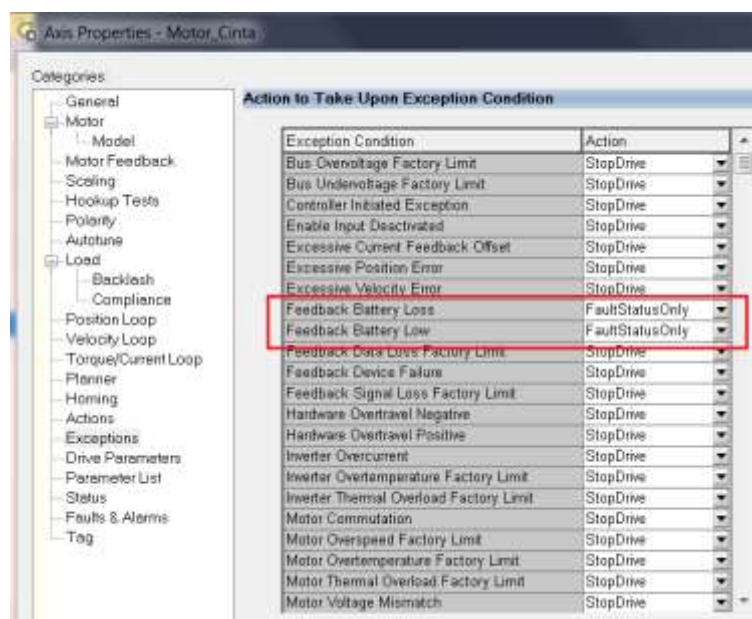 Axis Properties - Motor_Cinta
Categories:
General
Motor
Model
Motor Feedback
Scaling
Hookup Tests
Polarity
Autotune
Load
Backlash
Compliance
Position Loop
Velocity Loop
Torque/Current Loop
Planner
Homing
Actions
Exceptions
Drive Parameters
Parameter List
Status
Faults & Alarms
Tag
Action to Take Upon Exception Condition
Exception Condition Action
Bus Overvoltage Factory Limit StopDrive
Bus Undervoltage Factory Limit StopDrive
Controller Initiated Exception StopDrive
Enable Input Deactivated StopDrive
Excessive Current Feedback Offset StopDrive
Excessive Position Error StopDrive
Excessive Velocity Error StopDrive
Feedback Battery Loss FaultStatusOnly
Feedback Battery Low FaultStatusOnly
Feedback Data Loss Factory Limit StopDrive
Feedback Device Failure StopDrive
Feedback Signal Loss Factory Limit StopDrive
Hardware Overtravel Negative StopDrive
Hardware Overtravel Positive StopDrive
Inverter Overcurrent StopDrive
Inverter Overtemperature Factory Limit StopDrive
Inverter Thermal Overload Factory Limit StopDrive
Motor Commutation StopDrive
Motor Overspeed Factory Limit StopDrive
Motor Overtemperature Factory Limit StopDrive
Motor Thermal Overload Factory Limit StopDrive
Motor Voltage Mismatch StopDrive